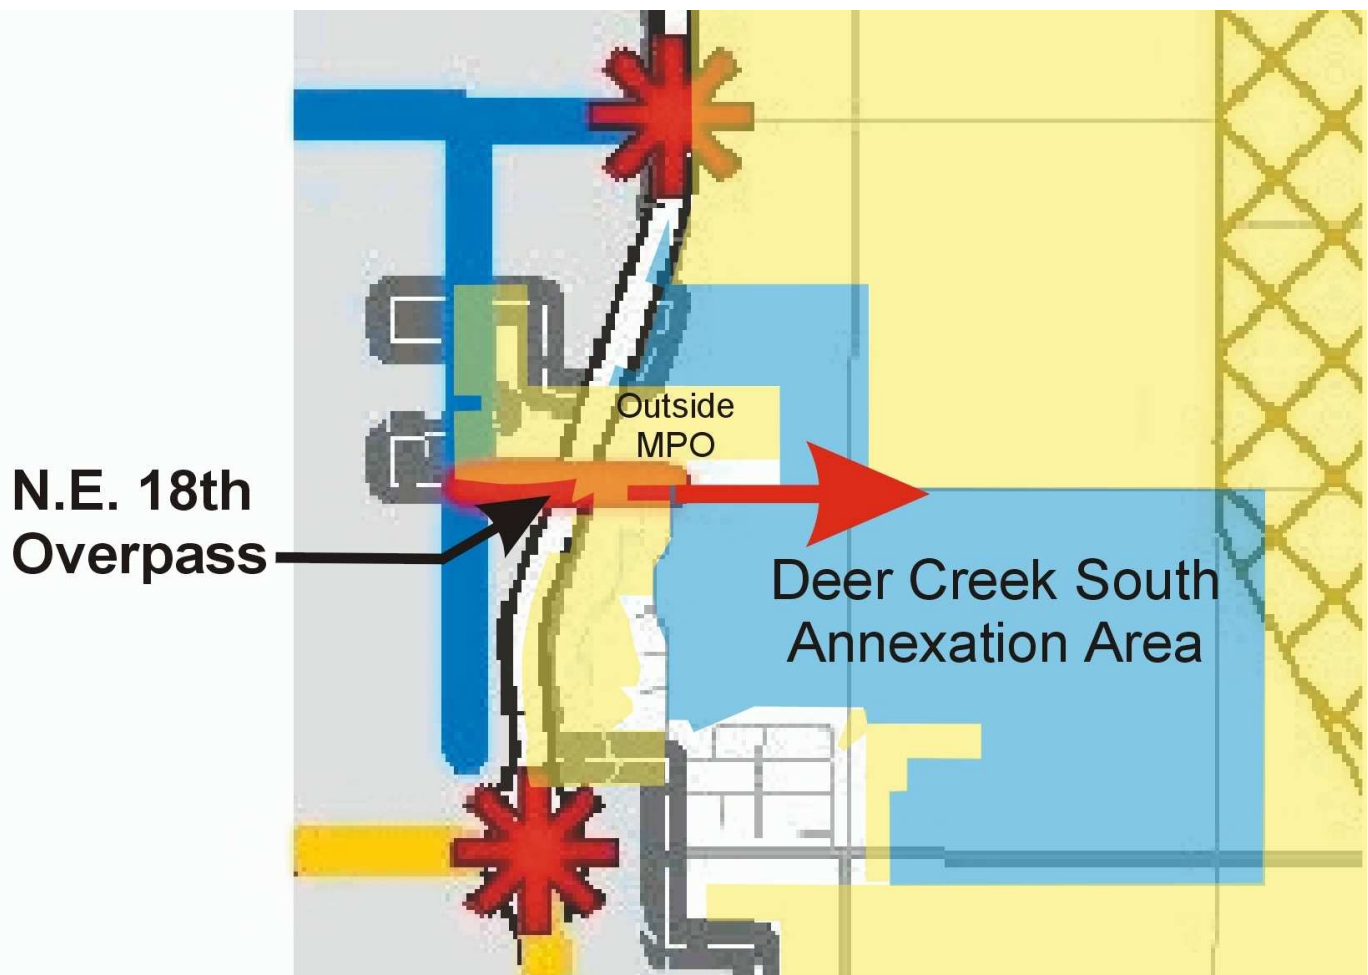 Outside
MPO
N.E. 18th
Overpass
Deer Creek South
Annexation Area